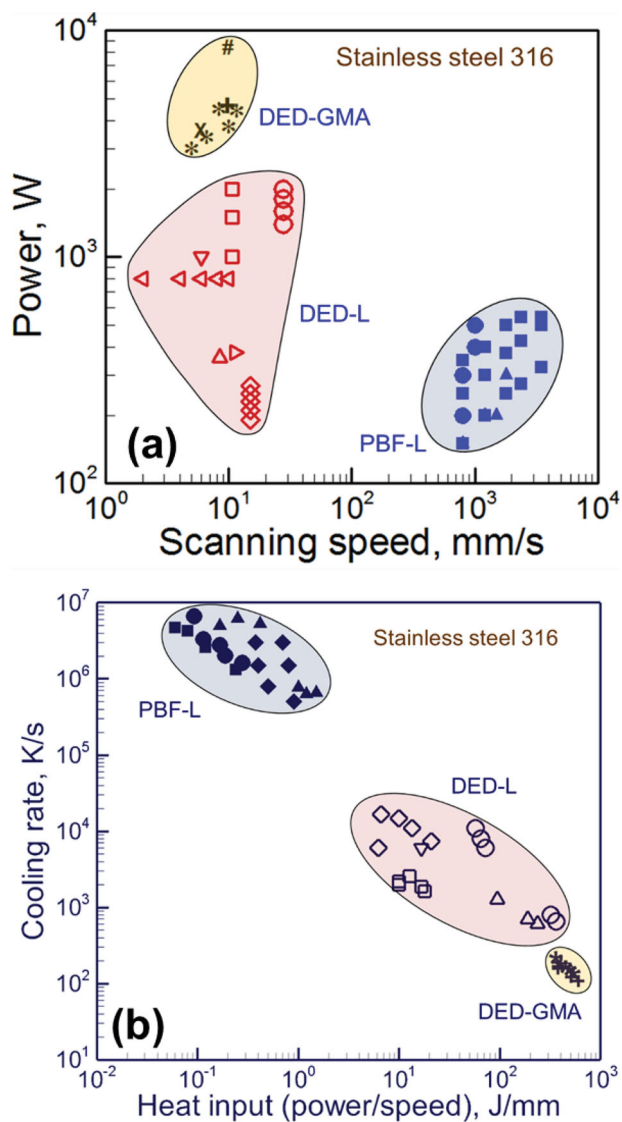 10⁴
#
Stainless steel 316
DED-GMA
Power, W
10³
DED-L
PBF-L
(a)
10²
10⁰ 10¹ 10² 10³ 10⁴
Scanning speed, mm/s
10⁷
Stainless steel 316
10⁶
PBF-L
10⁵
Cooling rate, K/s
DED-L
10⁴
10³
10²
DED-GMA
(b)
10¹
10⁻² 10⁻¹ 10⁰ 10¹ 10² 10³
Heat input (power/speed), J/mm